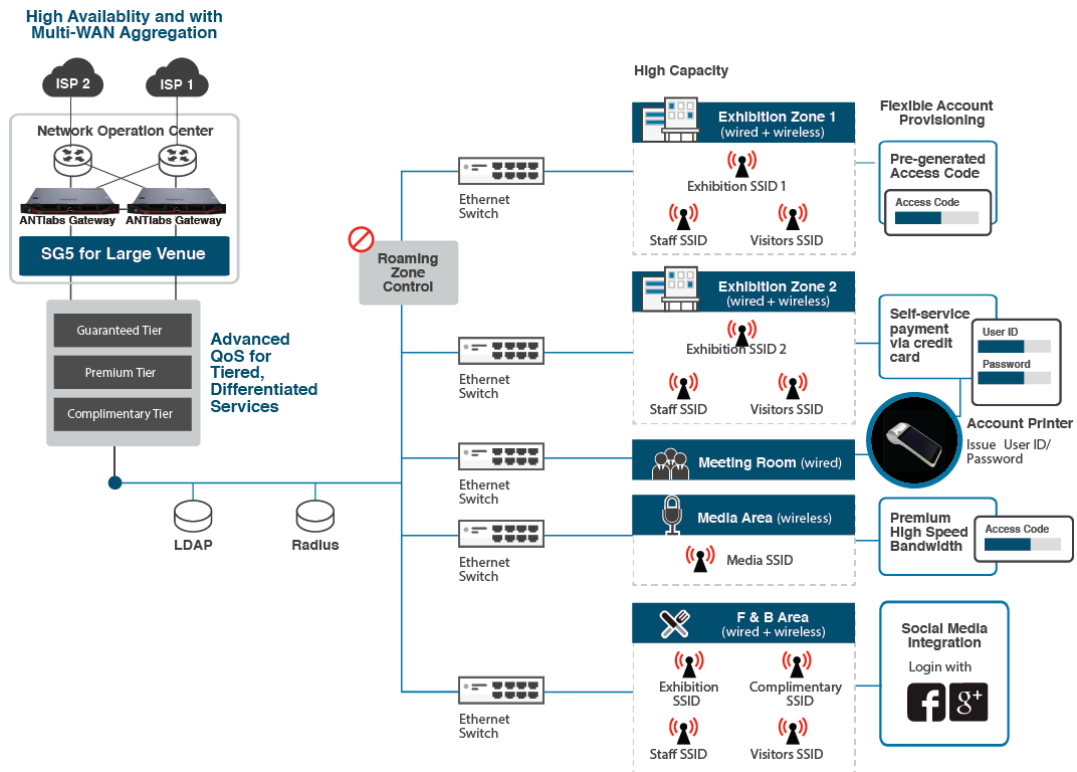 High Availablity and with
Multi-WAN Aggregation
ISP 2
ISP 1
Network Operation Center
ANTlabs Gateway
ANTlabs Gateway
SG5 for Large Venue
Guaranteed Tier
Premium Tier
Complimentary Tier
Advanced
QoS for
Tiered,
Differentiated
Services
LDAP
Radius
Roaming
Zone
Control
Ethernet
Switch
Ethernet
Switch
Ethernet
Switch
Ethernet
Switch
Ethernet
Switch
High Capacity
Exhibition Zone 1
(wired + wireless)
Exhibition SSID 1
Staff SSID
Visitors SSID
Exhibition Zone 2
(wired + wireless)
Exhibition SSID 2
Staff SSID
Visitors SSID
Meeting Room (wired)
Media Area (wireless)
Media SSID
F & B Area
(wired + wireless)
Exhibition
SSID
Complimentary
SSID
Staff SSID
Visitors SSID
Flexible Account
Provisioning
Pre-generated
Access Code
Access Code
Self-service
payment
via credit
card
User ID
Password
Account Printer
Issue User ID/
Password
Premium
High Speed
Bandwidth
Access Code
Social Media
Integration
Login with
f
g+